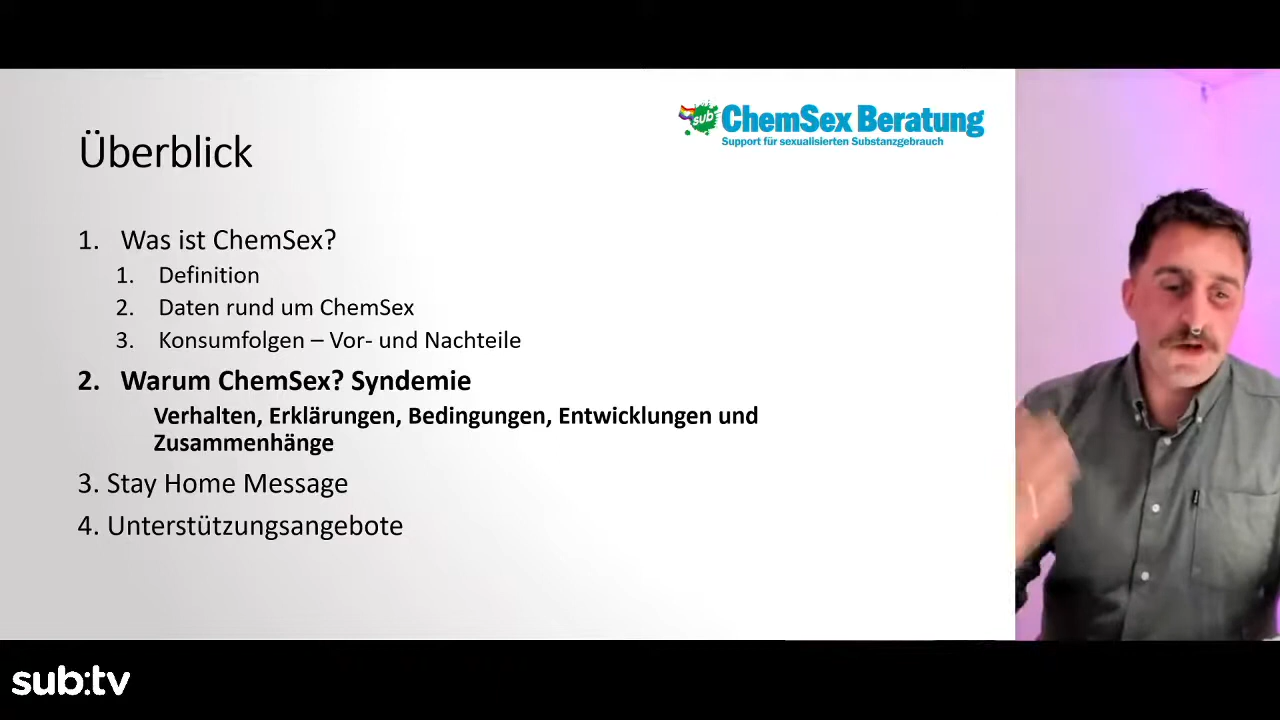 sub ChemSex Beratung
Support für sexualisierten Substanzgebrauch
Überblick
1. Was ist ChemSex?
1. Definition
2. Daten rund um ChemSex
3. Konsumfolgen – Vor- und Nachteile
2. Warum ChemSex? Syndemie
Verhalten, Erklärungen, Bedingungen, Entwicklungen und
Zusammenhänge
3. Stay Home Message
4. Unterstützungsangebote
sub:tv